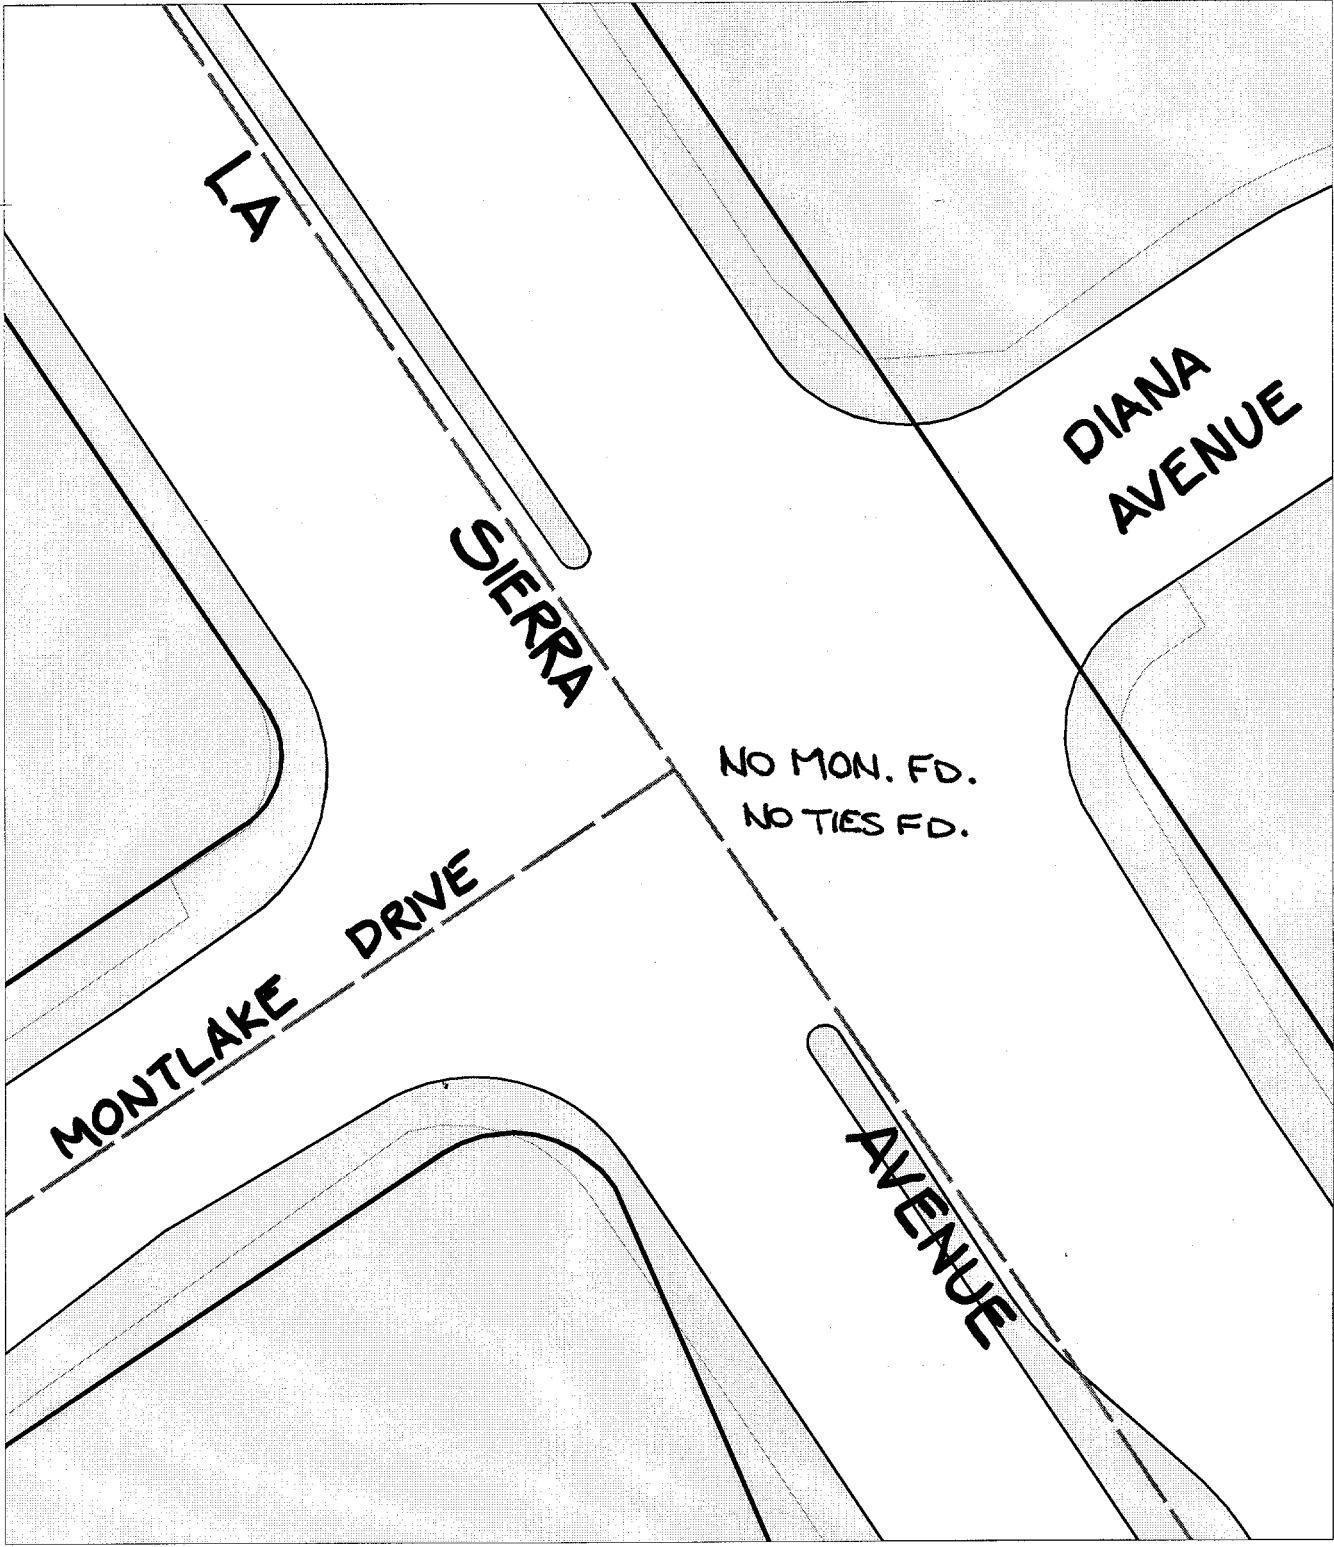 LA
SIERRA
AVENUE
DIANA
AVENUE
NO MON. FD.
NO TIES FD.
MONTLAKE DRIVE